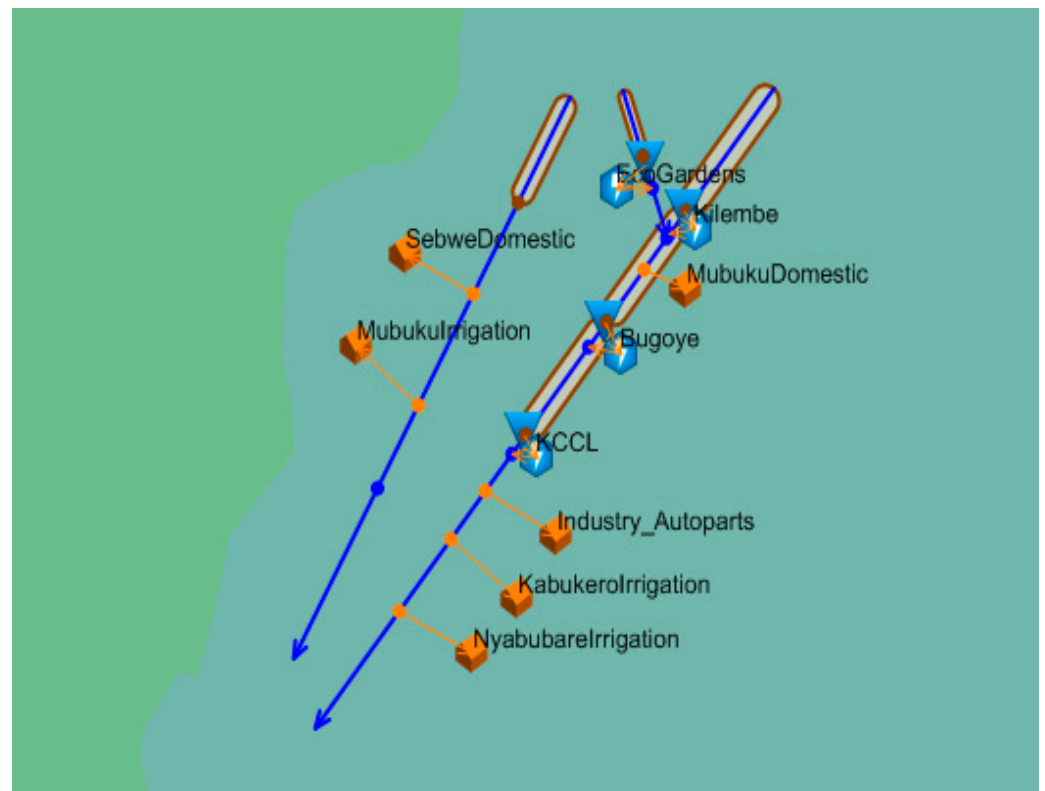 EcoGardens
Kilembe
SebweDomestic
MubukuDomestic
MubukuIrrigation
Bugoye
KCCL
Industry_Autoparts
KabukeroIrrigation
NyabubareIrrigation